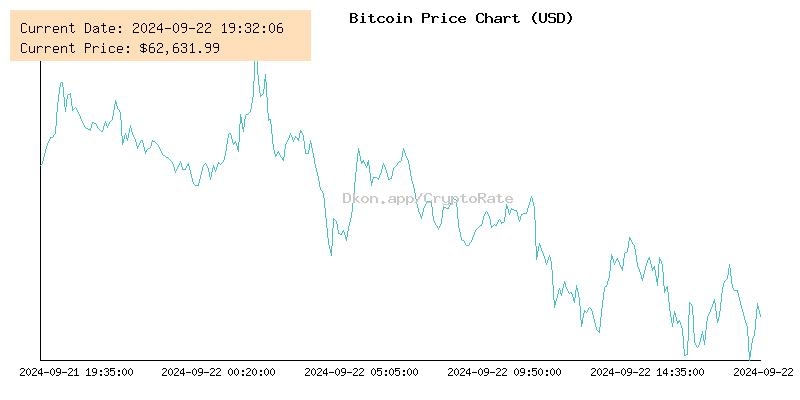 Bitcoin Price Chart (USD)
Current Date: 2024-09-22 19:32:06
Current Price: $62,631.99
Dkon.app/CryptoRate
2024-09-21 19:35:00 2024-09-22 00:20:00 2024-09-22 05:05:00 2024-09-22 09:50:00 2024-09-22 14:35:00 2024-09-22